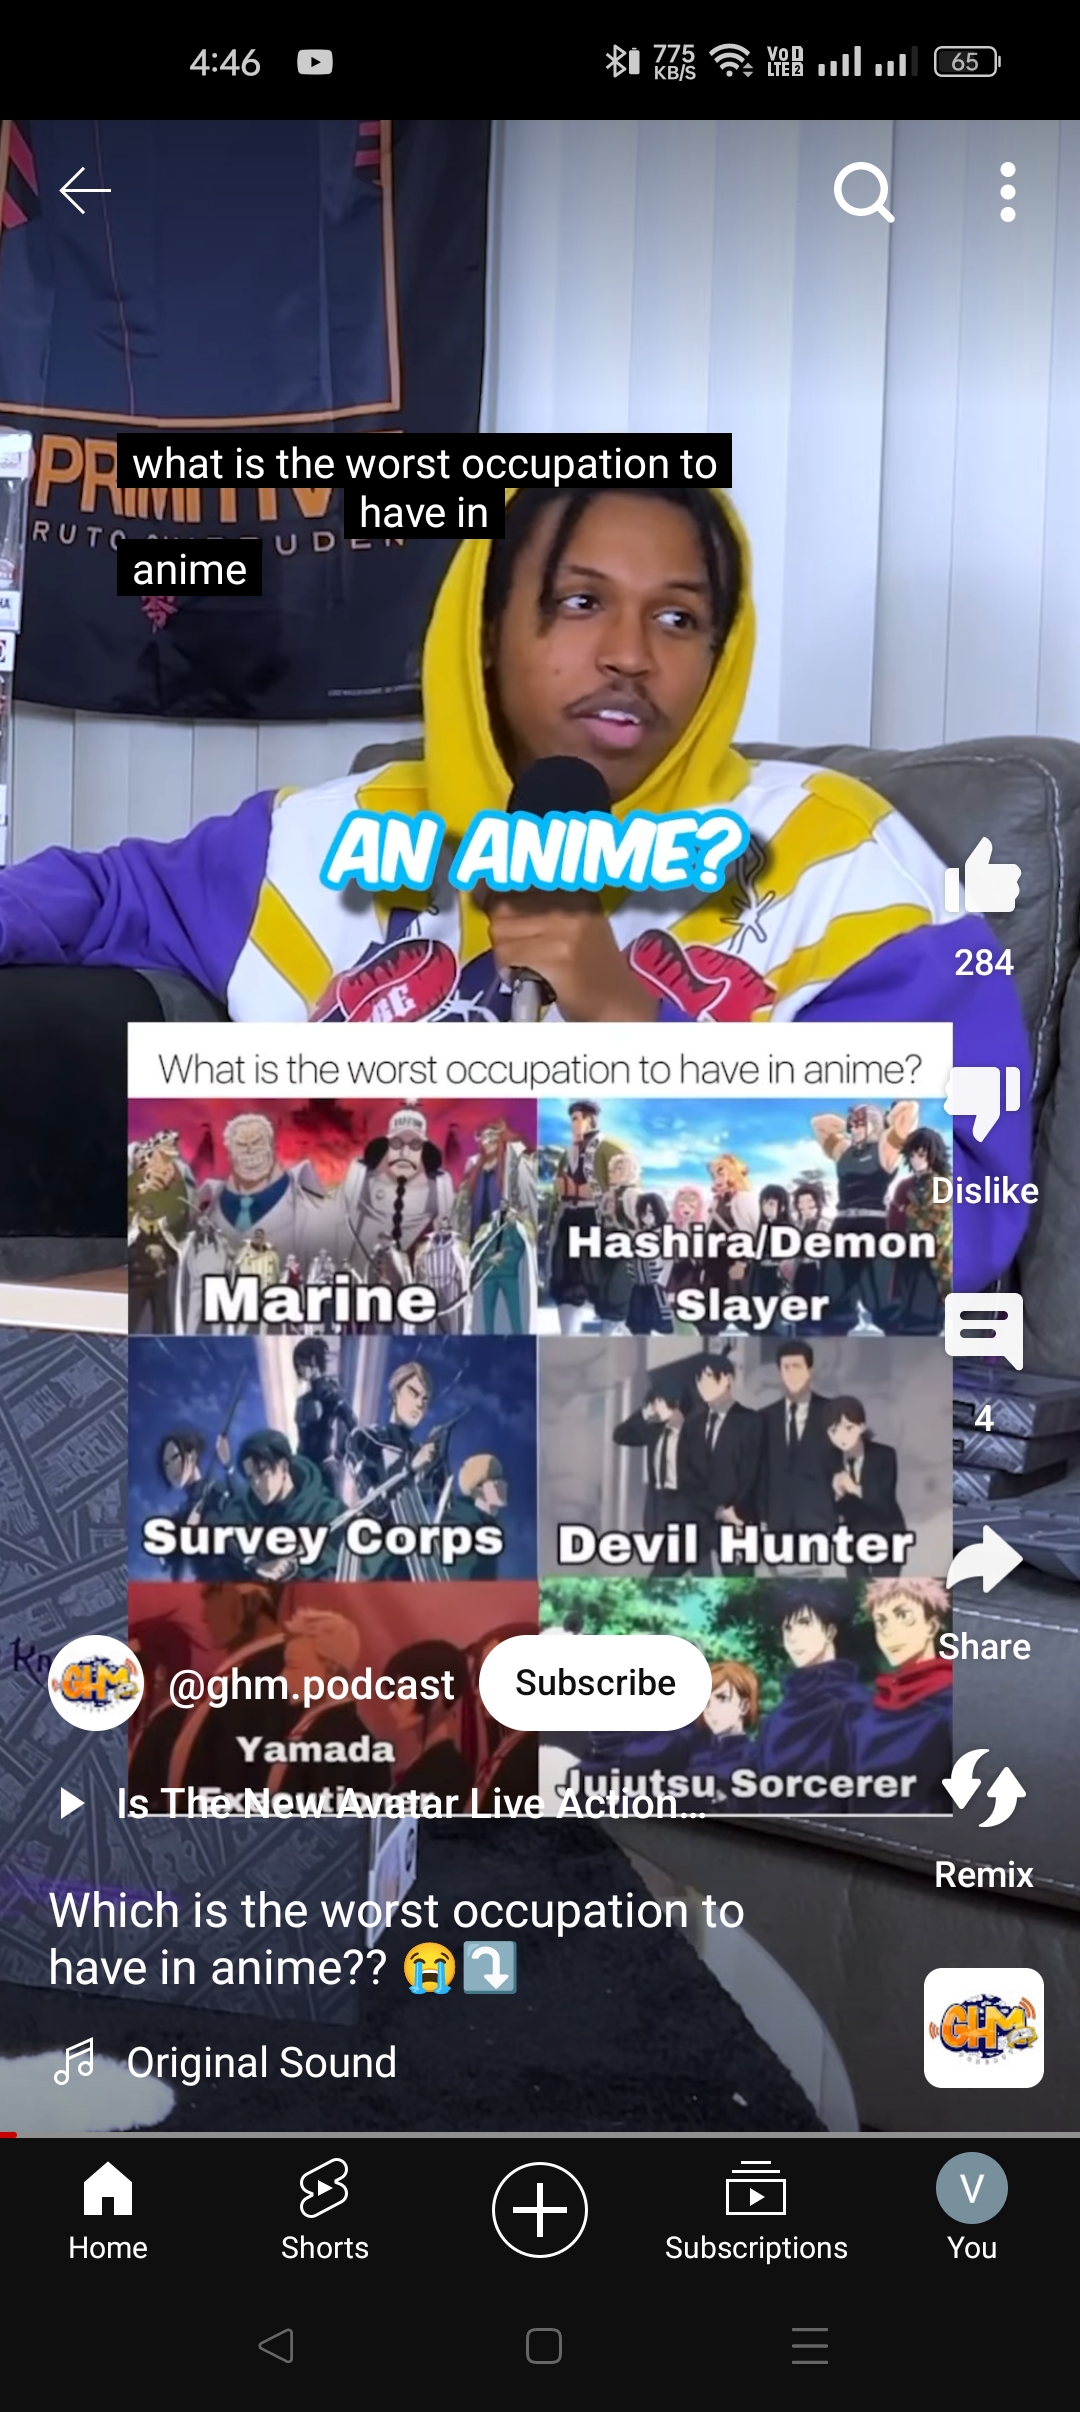 4:46
775
KB/S
VoD
LTE2
65
what is the worst occupation to
have in
anime
AN ANIME?
284
What is the worst occupation to have in anime?
Dislike
Marine
Hashira/Demon
Slayer
4
Survey Corps
Devil Hunter
Share
GHM
@ghm.podcast
Subscribe
Yamada
Jujutsu Sorcerer
Is The New Avatar Live Action...
Remix
Which is the worst occupation to
have in anime??
GHM
Original Sound
Home
Shorts
Subscriptions
V
You